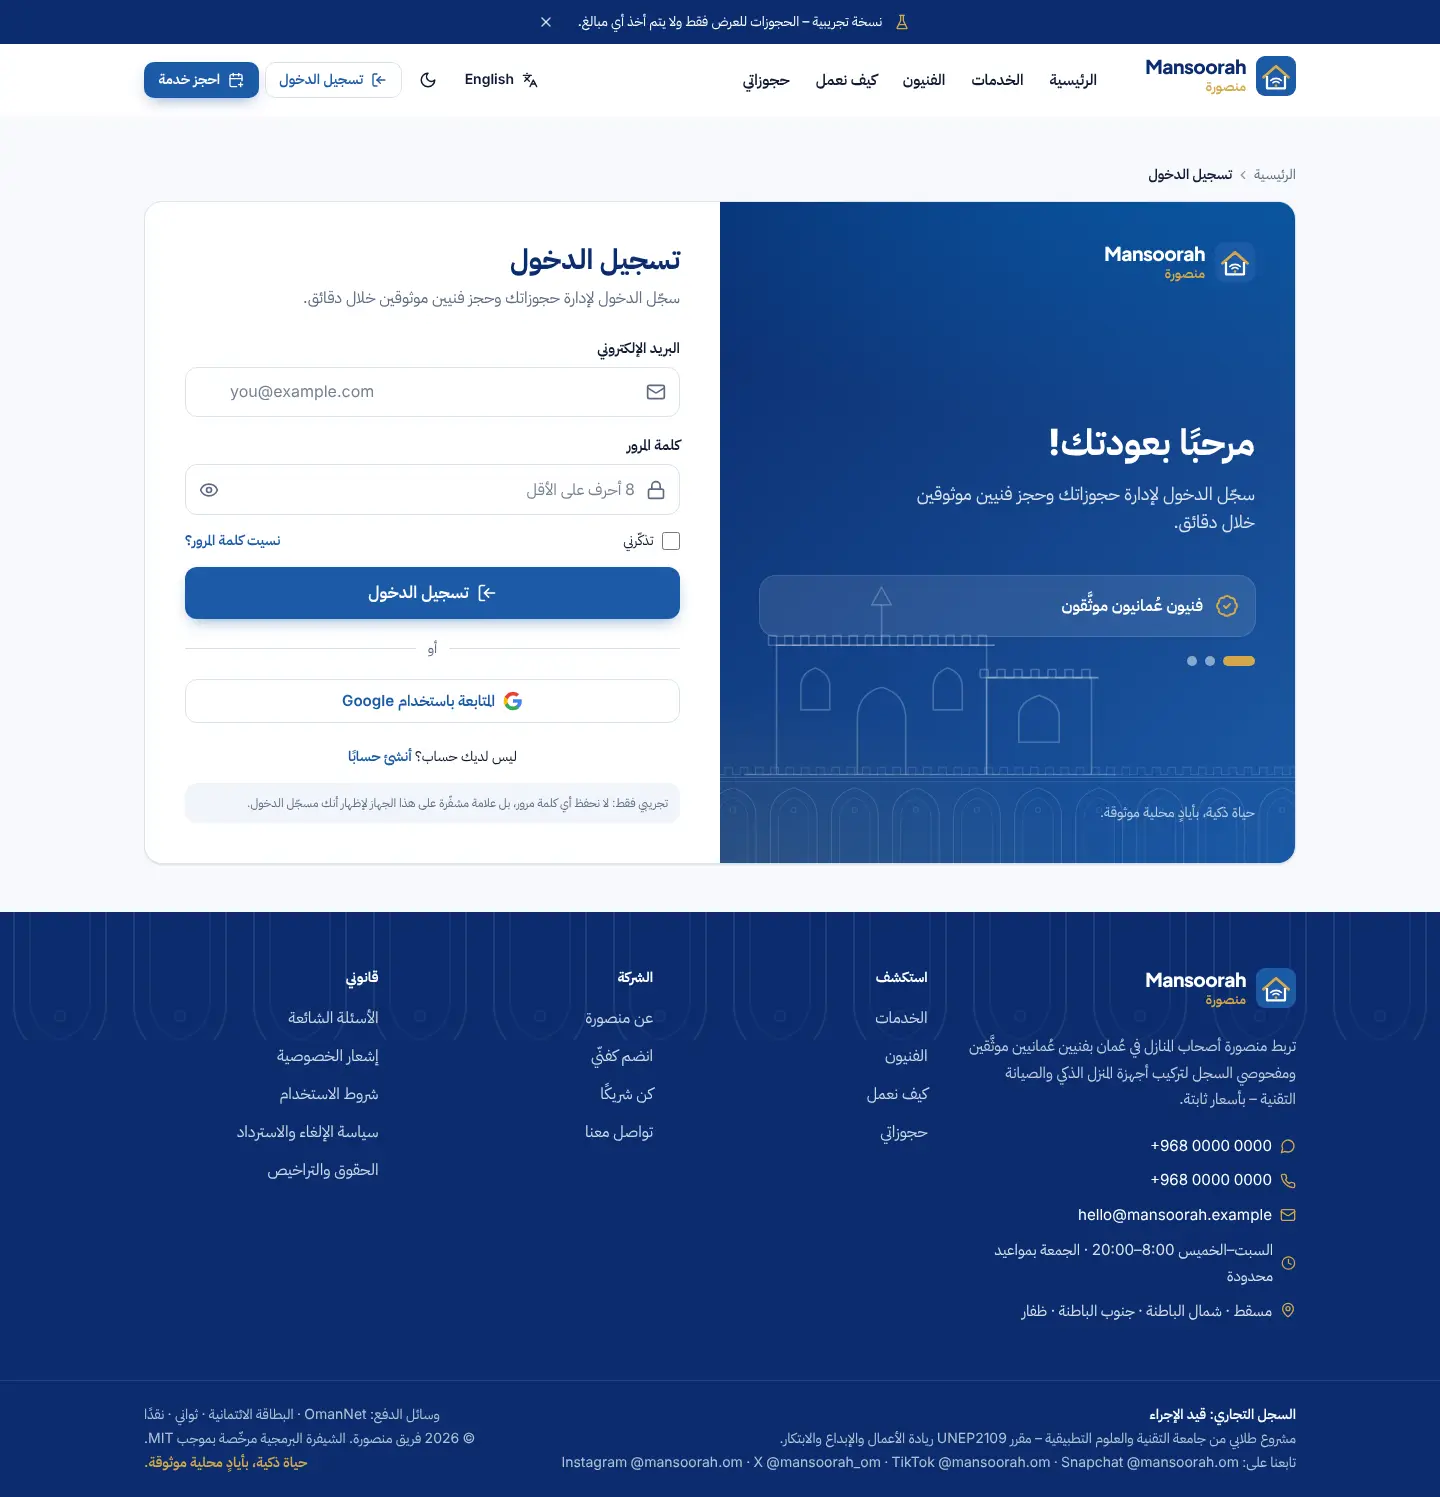 نسخة تجريبية – الحجوزات للعرض فقط ولا يتم أخذ أي مبالغ.
Mansoorah
منصورة
الرئيسية
الخدمات
الفنيون
كيف نعمل
حجوزاتي
English
تسجيل الدخول
احجز خدمة
الرئيسية
تسجيل الدخول
Mansoorah
منصورة
مرحبًا بعودتك!
سجّل الدخول لإدارة حجوزاتك وحجز فنيين موثوقين
خلال دقائق.
فنيون عُمانيون موثَّقون
حياة ذكية، بأيادٍ محلية موثوقة.
تسجيل الدخول
سجّل الدخول لإدارة حجوزاتك وحجز فنيين موثوقين خلال دقائق.
البريد الإلكتروني
you@example.com
كلمة المرور
8 أحرف على الأقل
تذكّرني
نسيت كلمة المرور؟
تسجيل الدخول
أو
المتابعة باستخدام Google
ليس لديك حساب؟ أنشئ حسابًا
تجريبي فقط: لا نحفظ أي كلمة مرور، بل علامة مشفّرة على هذا الجهاز لإظهار أنك مسجّل الدخول.
Mansoorah
منصورة
تربط منصورة أصحاب المنازل في عُمان بفنيين عُمانيين موثَّقين
ومفحوصي السجل لتركيب أجهزة المنزل الذكي والصيانة
التقنية – بأسعار ثابتة.
+968 0000 0000
+968 0000 0000
hello@mansoorah.example
السبت–الخميس 8:00–20:00 · الجمعة بمواعيد
محدودة
مسقط · شمال الباطنة · جنوب الباطنة · ظفار
استكشف
الخدمات
الفنيون
كيف نعمل
حجوزاتي
الشركة
عن منصورة
انضم كفنّي
كن شريكًا
تواصل معنا
قانوني
الأسئلة الشائعة
إشعار الخصوصية
شروط الاستخدام
سياسة الإلغاء والاسترداد
الحقوق والتراخيص
السجل التجاري: قيد الإجراء
مشروع طلابي من جامعة التقنية والعلوم التطبيقية – مقرر UNEP2109 ريادة الأعمال والإبداع والابتكار.
تابعنا على: Instagram @mansoorah.om · X @mansoorah_om · TikTok @mansoorah.om · Snapchat @mansoorah.om
وسائل الدفع: OmanNet · البطاقة الائتمانية · ثواني · نقدًا
© 2026 فريق منصورة. الشيفرة البرمجية مرخّصة بموجب MIT.
حياة ذكية، بأيادٍ محلية موثوقة.